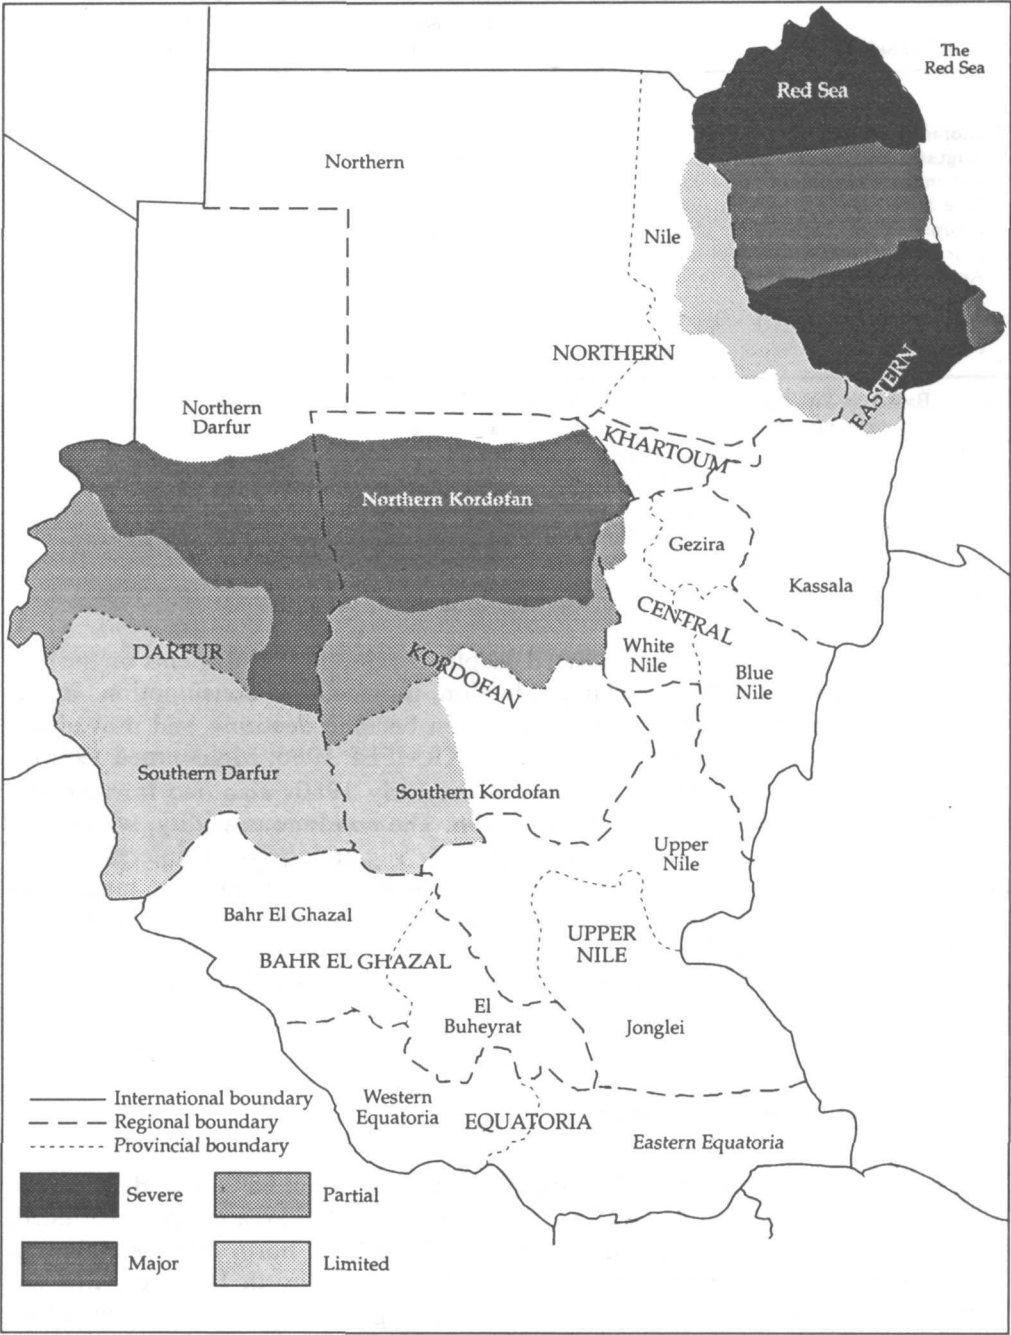 The
Red Sea
Red Sea
Northern
Nile
NORTHERN
EASTERN
Northern
Darfur
KHARTOUM
Northern Kordofan
Gezira
Kassala
CENTRAL
DARFUR
KORDOFAN
White
Nile
Blue
Nile
Southern Darfur
Southern Kordofan
Upper
Nile
Bahr El Ghazal
UPPER
NILE
BAHR EL GHAZAL
El
Buheyrat
Jonglei
Western
Equatoria
EQUATORIA
Eastern Equatoria
International boundary
Regional boundary
Provincial boundary
Severe
Partial
Major
Limited